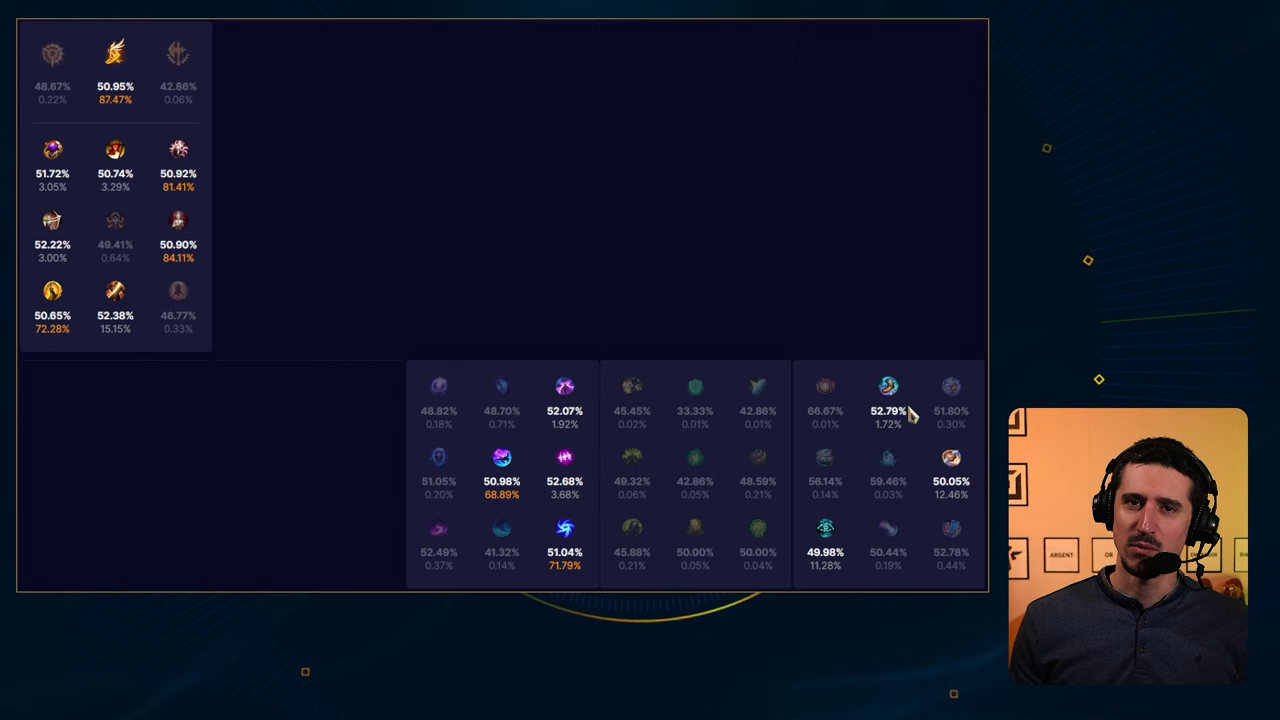 48.67% 50.95% 42.86%
0.22% 87.47% 0.06%
51.72% 50.74% 50.92%
3.05% 3.29% 81.41%
52.22% 49.41% 50.90%
3.00% 0.64% 84.11%
50.65% 52.38% 46.77%
72.28% 15.15% 0.33%
48.82% 48.70% 52.07% 45.45% 33.33% 42.86% 66.67% 52.79% 51.80%
0.18% 0.71% 1.92% 0.02% 0.01% 0.01% 0.01% 1.72% 0.30%
51.05% 50.98% 52.68% 49.32% 42.86% 48.59% 56.14% 59.46% 50.05%
0.20% 68.89% 3.68% 0.06% 0.05% 0.21% 0.14% 0.03% 12.46%
52.49% 41.32% 51.04% 45.88% 50.00% 50.00% 49.98% 50.44% 52.78%
0.37% 0.14% 71.79% 0.21% 0.05% 0.04% 11.28% 0.19% 0.44%
ARGENT OR